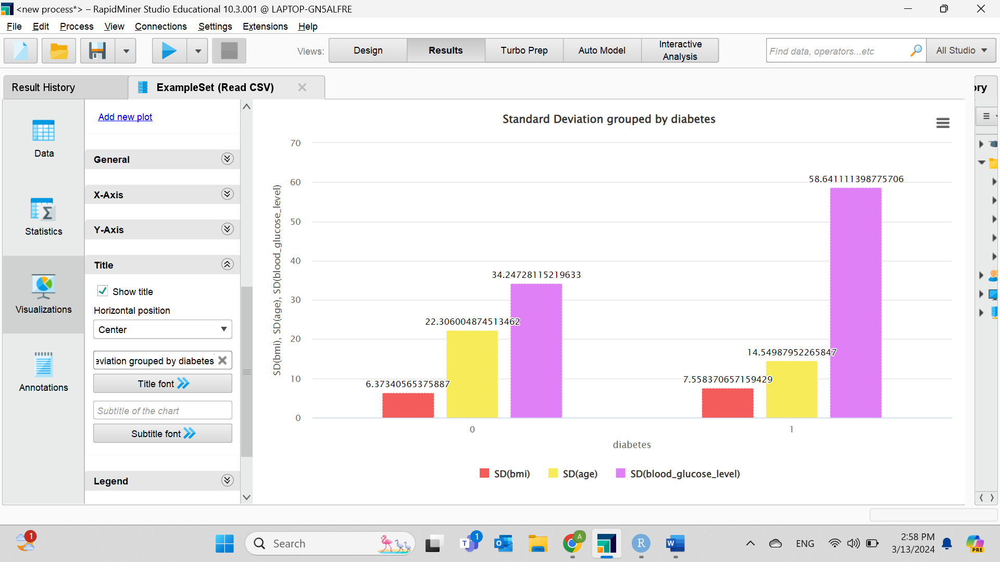 <new process*> – RapidMiner Studio Educational 10.3.001 @ LAPTOP-GN5ALFRE
File Edit Process View Connections Settings Extensions Help
Views: Design Results Turbo Prep Auto Model Interactive Analysis
Find data, operators...etc
All Studio
Result History
ExampleSet (Read CSV)
ory
Data
Statistics
Visualizations
Annotations
Add new plot
General
X-Axis
Y-Axis
Title
Show title
Horizontal position
Center
eviation grouped by diabetes
Title font
Subtitle of the chart
Subtitle font
Legend
Standard Deviation grouped by diabetes
SD(bmi), SD(age), SD(blood_glucose_level)
70
60
50
40
30
20
10
0
6.37340565375887
22.306004874513462
34.24728115219633
7.558370657159429
14.54987952265847
58.641111398775706
0
1
diabetes
SD(bmi) SD(age) SD(blood_glucose_level)
1
Search
T
1
O
A
R
W
ENG
2:58 PM
3/13/2024
PRE